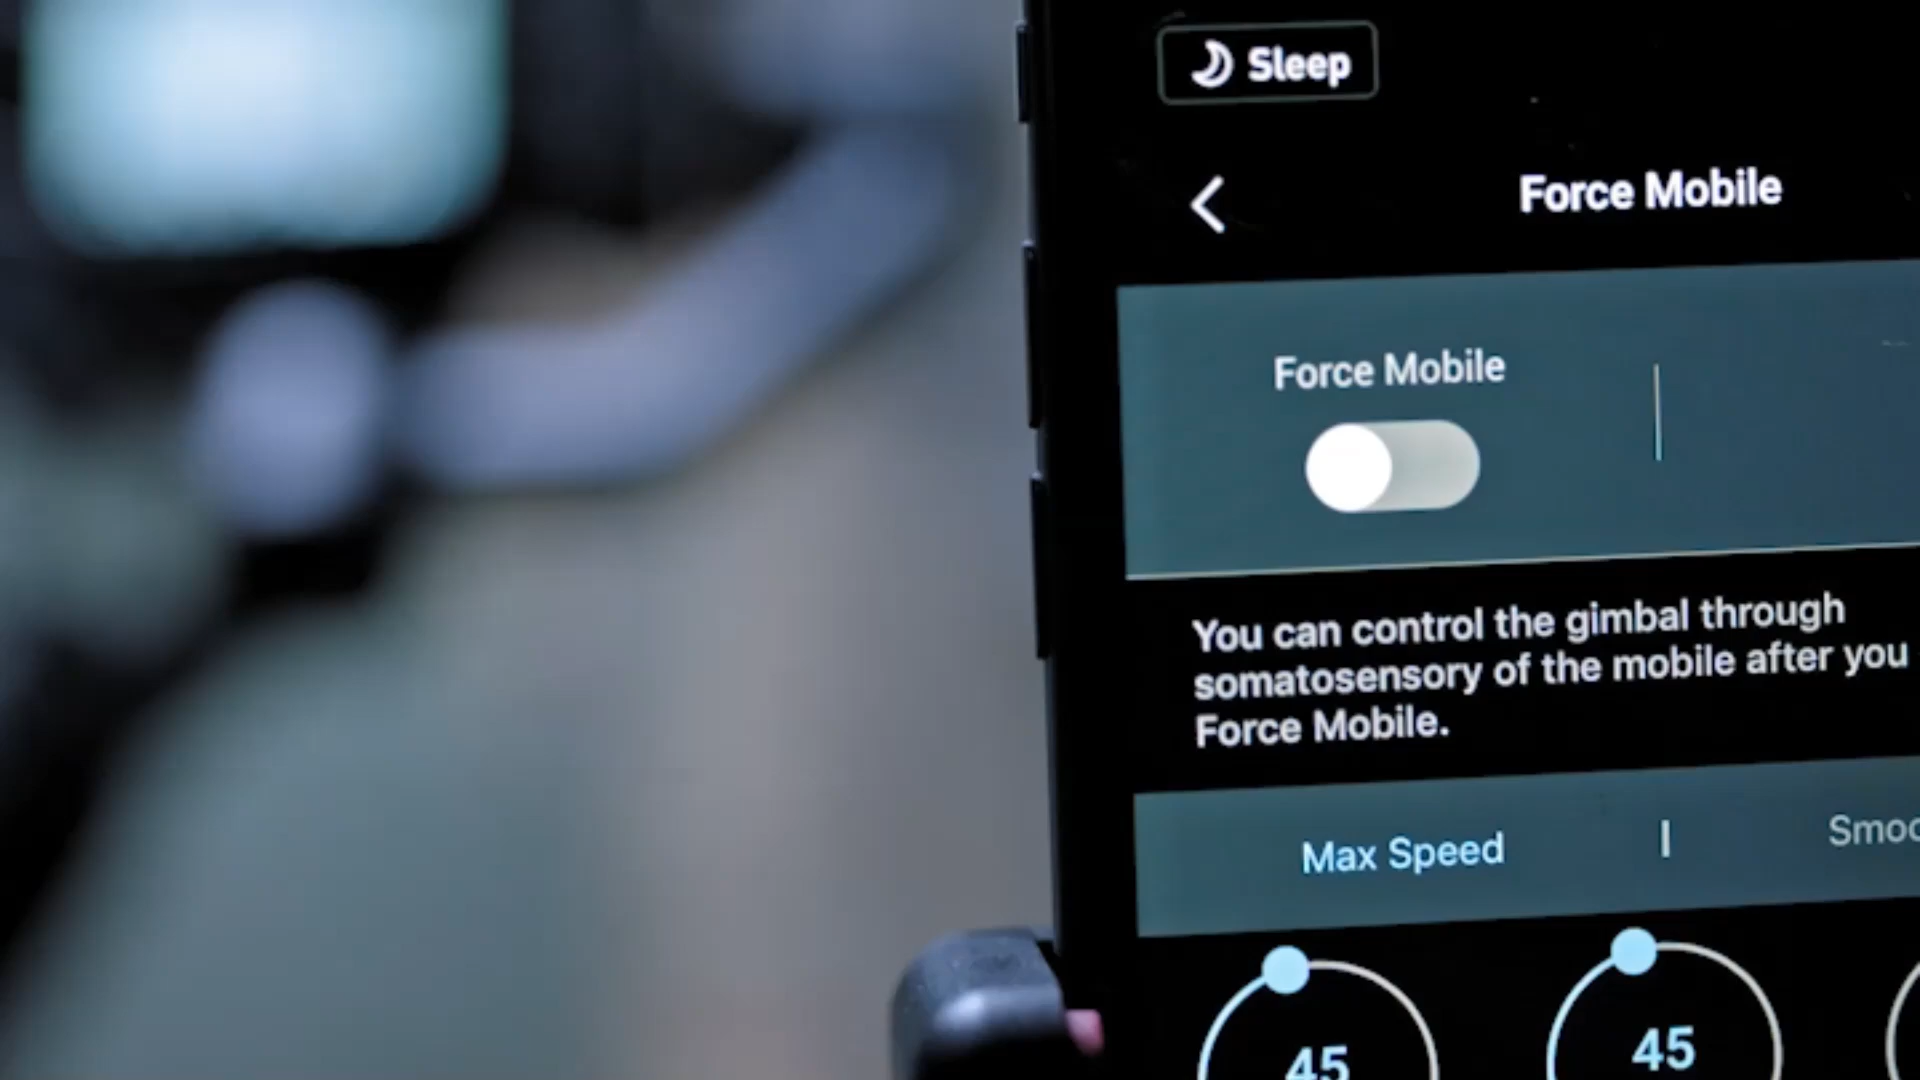 Sleep
Force Mobile
Force Mobile
You can control the gimbal through
somatosensory of the mobile after you
Force Mobile.
Max Speed
45
45